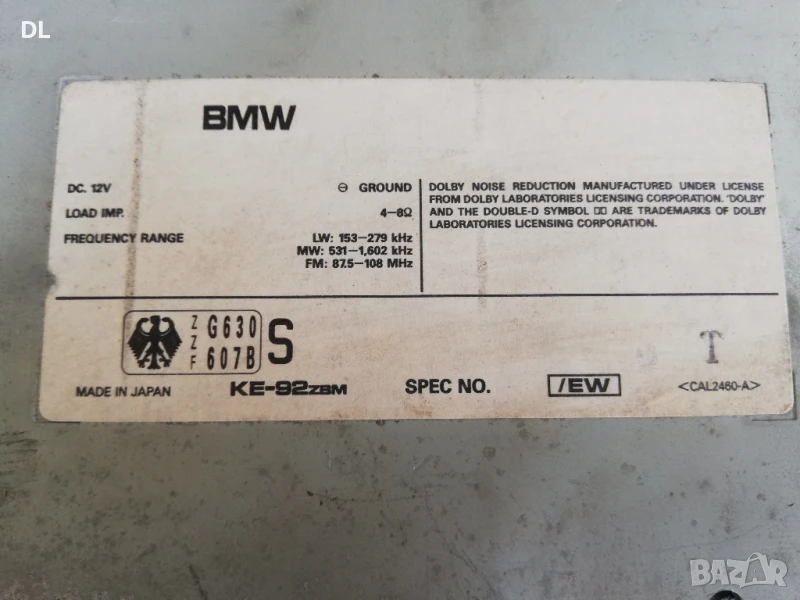 DL
BMW
DC. 12V ⊖ GROUND
LOAD IMP. 4-8Ω
FREQUENCY RANGE LW: 153-279 kHz
MW: 531-1,602 kHz
FM: 87.5-108 MHz
DOLBY NOISE REDUCTION MANUFACTURED UNDER LICENSE
FROM DOLBY LABORATORIES LICENSING CORPORATION. "DOLBY"
AND THE DOUBLE-D SYMBOL ARE TRADEMARKS OF DOLBY
LABORATORIES LICENSING CORPORATION.
ZZF G630 607B S
T
MADE IN JAPAN KE-92ZBM SPEC NO. /EW <CAL2460-A>
BAZAR